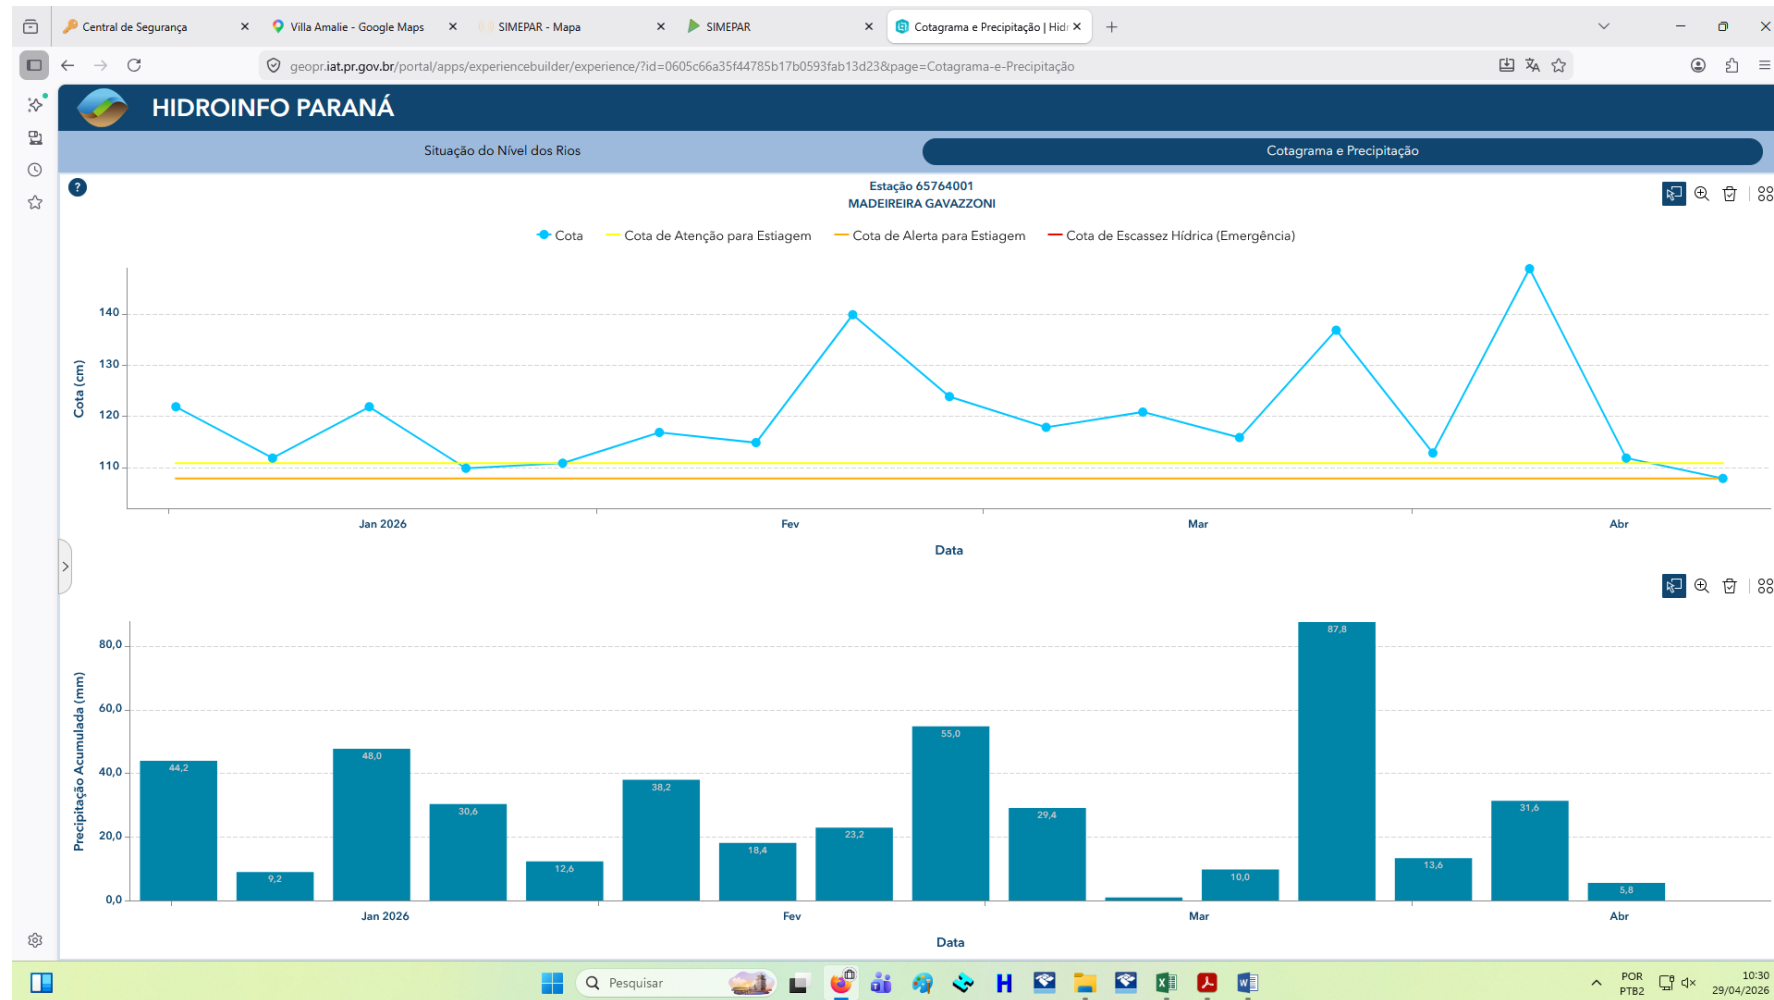 Central de Segurança
Villa Amalie - Google Maps
SIMEPAR - Mapa
SIMEPAR
Cotagrama e Precipitação | Hidr
geopr.iat.pr.gov.br/portal/apps/experiencebuilder/experience/?id=0605c66a35f44785b17b0593fab13d23&page=Cotagrama-e-Precipitação
HIDROINFO PARANÁ
Situação do Nível dos Rios
Cotagrama e Precipitação
?
Estação 65764001
MADEIREIRA GAVAZZONI
Cota
Cota de Atenção para Estiagem
Cota de Alerta para Estiagem
Cota de Escassez Hídrica (Emergência)
Cota (cm)
140
130
120
110
Jan 2026
Fev
Mar
Abr
Data
Precipitação Acumulada (mm)
80,0
60,0
40,0
20,0
0,0
44,2
9,2
48,0
30,6
12,6
38,2
18,4
23,2
55,0
29,4
10,0
87,8
13,6
31,6
5,8
Jan 2026
Fev
Mar
Abr
Data
Pesquisar
H
POR
PTB2
10:30
29/04/2026